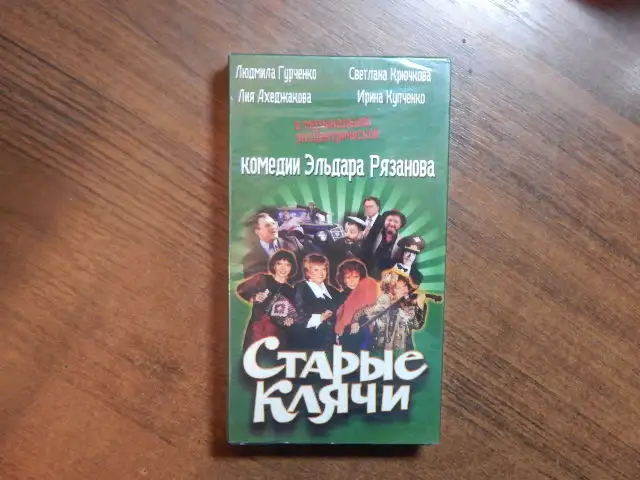 Людмила Гурченко Светлана Крючкова
Лия Ахеджакова Ирина Купченко
комедии Эльдара Рязанова
Старые
клячи